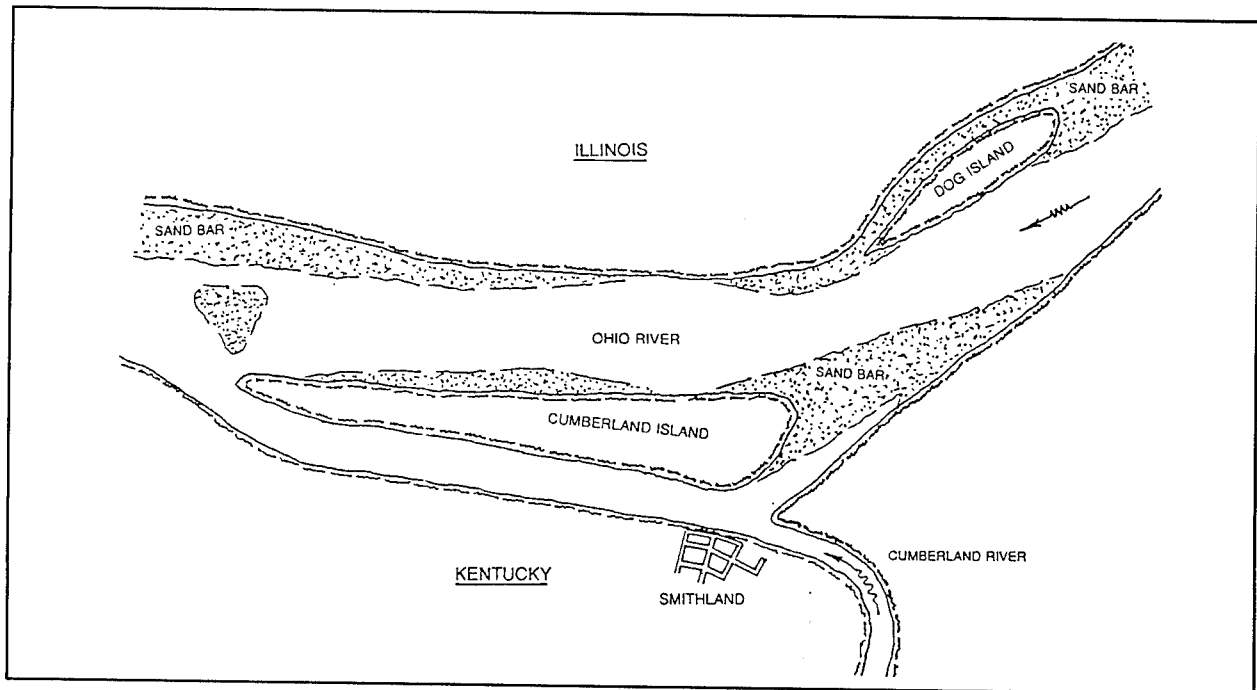 SAND BAR
ILLINOIS
DOG ISLAND
SAND BAR
OHIO RIVER
SAND BAR
CUMBERLAND ISLAND
CUMBERLAND RIVER
KENTUCKY
SMITHLAND